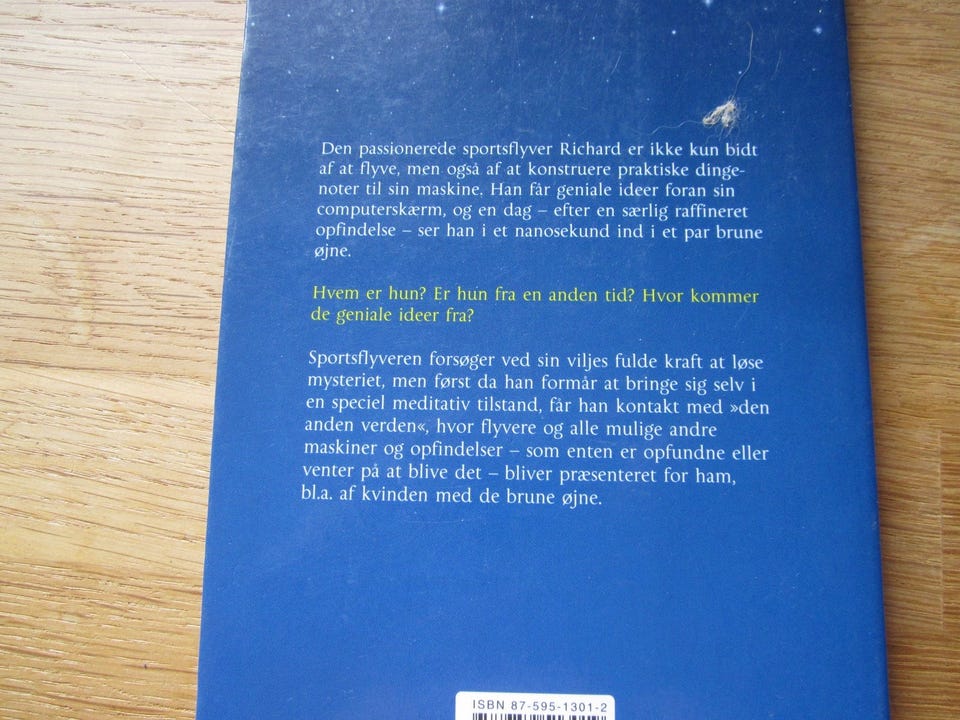 Den passionerede sportsflyver Richard er ikke kun bidt
af at flyve, men også af at konstruere praktiske dinge-
noter til sin maskine. Han får geniale ideer foran sin
computerskærm, og en dag – efter en særlig raffineret
opfindelse – ser han i et nanosekund ind i et par brune
øjne.
Hvem er hun? Er hun fra en anden tid? Hvor kommer
de geniale ideer fra?
Sportsflyveren forsøger ved sin viljes fulde kraft at løse
mysteriet, men først da han formår at bringe sig selv i
en speciel meditativ tilstand, får han kontakt med »den
anden verden«, hvor flyvere og alle mulige andre
maskiner og opfindelser – som enten er opfundne eller
venter på at blive det – bliver præsenteret for ham,
bl.a. af kvinden med de brune øjne.
ISBN 87-595-1301-2